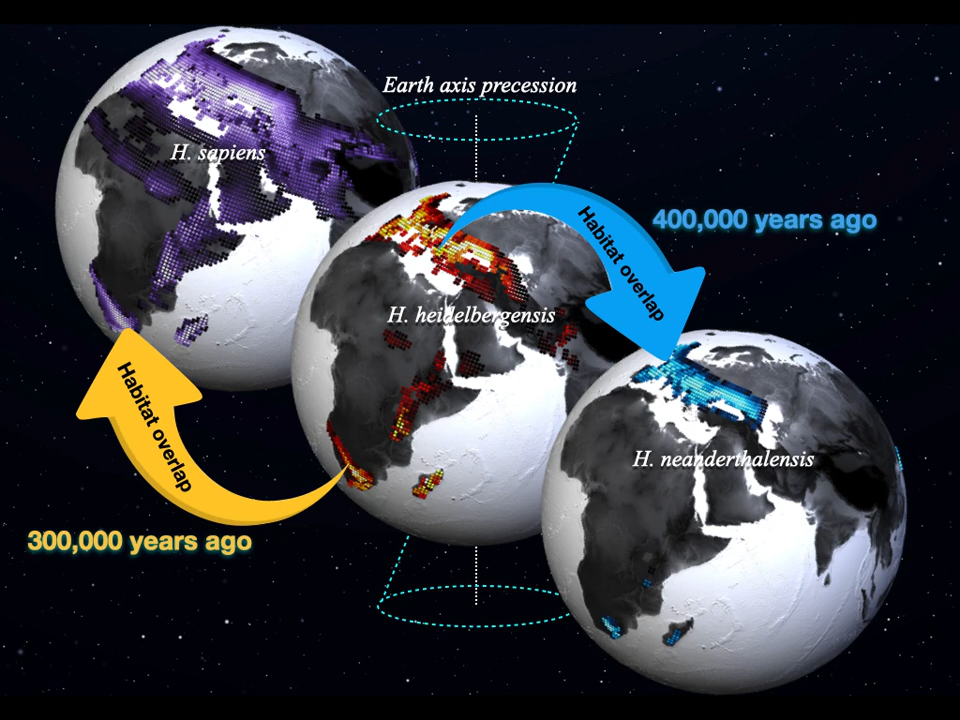 Earth axis precession
H. sapiens
400,000 years ago
Habitat overlap
H. heidelbergensis
Habitat overlap
H. neanderthalensis
300,000 years ago